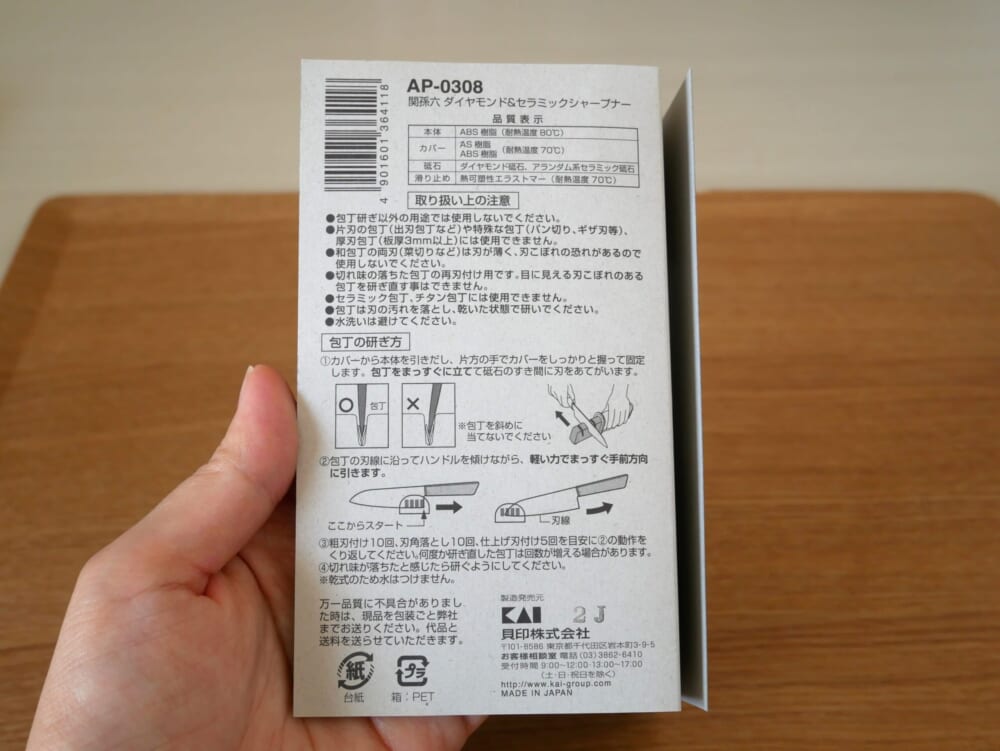 AP-0308
関孫六 ダイヤモンド&セラミックシャープナー
4 901601 364118
品質表示
本体 ABS樹脂(耐熱温度80℃)
カバー AS樹脂 ABS樹脂 (耐熱温度70℃)
砥石 ダイヤモンド砥石、アランダム系セラミック砥石
滑り止め 熱可塑性エラストマー(耐熱温度70℃)
取り扱い上の注意
●包丁研ぎ以外の用途では使用しないでください。
●片刃の包丁(出刃包丁など)や特殊な包丁(パン切り、ギザ刃等)、
厚刃包丁(板厚3mm以上)には使用できません。
●和包丁の両刃(菜切りなど)は刃が薄く、刃こぼれの恐れがあるので
使用しないでください。
●切れ味の落ちた包丁の再刃付け用です。目に見える刃こぼれのある
包丁を研ぎ直す事はできません。
●セラミック包丁、チタン包丁には使用できません。
●包丁は刃の汚れを落とし、乾いた状態で研いでください。
●水洗いは避けてください。
包丁の研ぎ方
①カバーから本体を引きだし、片方の手でカバーをしっかりと握って固定
します。包丁をまっすぐに立てて砥石のすき間に刃をあてがいます。
○ 包丁
×
※包丁を斜めに
当てないでください
②包丁の刃線に沿ってハンドルを傾けながら、軽い力でまっすぐ手前方向
に引きます。
ここからスタート
刃線
③粗刃付け10回、刃角落とし10回、仕上げ刃付け5回を目安に②の動作を
くり返してください。何度か研ぎ直した包丁は回数が増える場合があります。
④切れ味が落ちたと感じたら研ぐようにしてください。
※乾式のため水はつけません。
万一品質に不具合がありまし
た時は、現品を包装ごと弊社
までお送りください。代品と
送料を送らせていただきます。
紙
台紙
プラ
箱:PET
製造発売元
KAI 2J
貝印株式会社
〒101-8586 東京都千代田区岩本町3-9-5
お客様相談室 電話(03)3862-6410
受付時間 9:00~12:00・13:00~17:00
(土・日・祝日を除く)
http://www.kai-group.com
MADE IN JAPAN